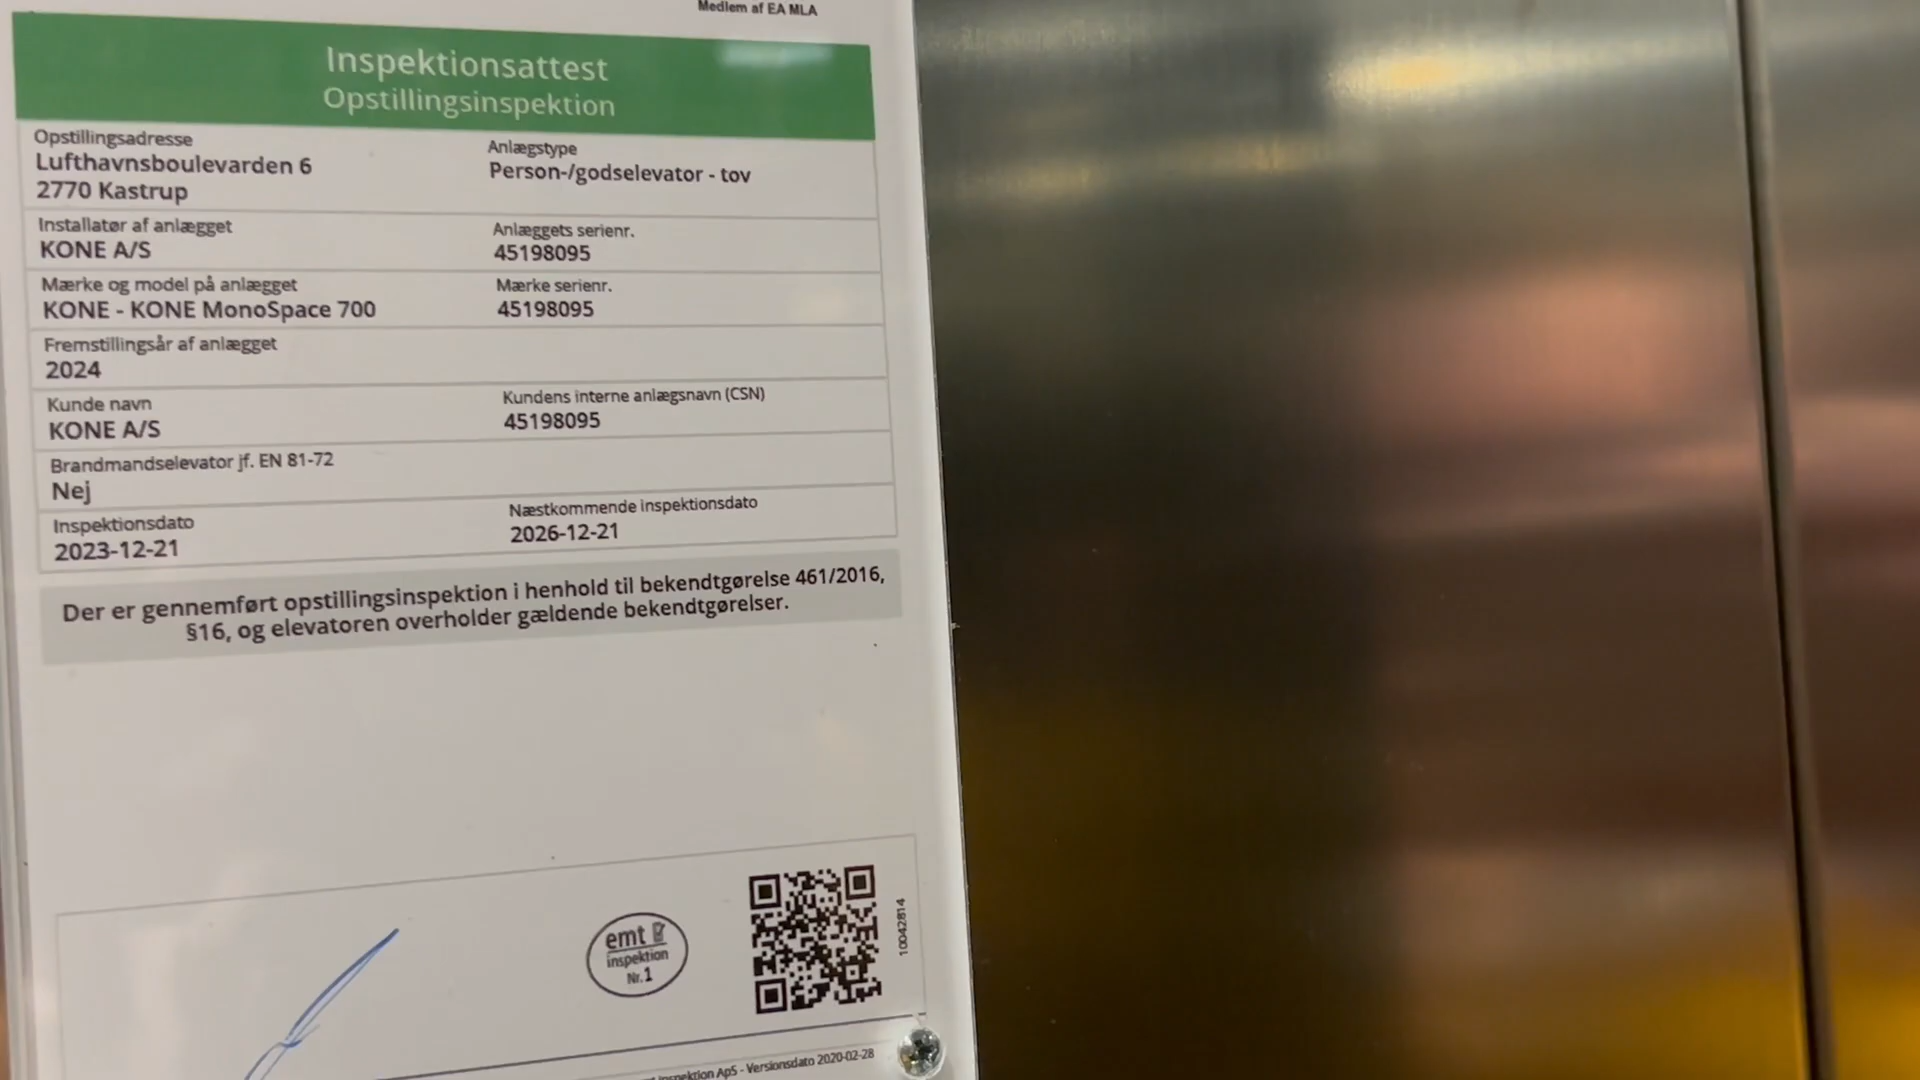 Medlem af EA MLA
Inspektionsattest
Opstillingsinspektion
Opstillingsadresse
Lufthavnsboulevarden 6
2770 Kastrup
Anlægstype
Person-/godselevator - tov
Installatør af anlægget
KONE A/S
Anlæggets serienr.
45198095
Mærke og model på anlægget
KONE - KONE MonoSpace 700
Mærke serienr.
45198095
Fremstillingsår af anlægget
2024
Kunde navn
KONE A/S
Kundens interne anlægsnavn (CSN)
45198095
Brandmandselevator jf. EN 81-72
Nej
Inspektionsdato
2023-12-21
Næstkommende inspektionsdato
2026-12-21
Der er gennemført opstillingsinspektion i henhold til bekendtgørelse 461/2016,
§16, og elevatoren overholder gældende bekendtgørelser.
emt
inspektion
Nr.1
10042814
inspektion ApS - Versionsdato 2020-02-28